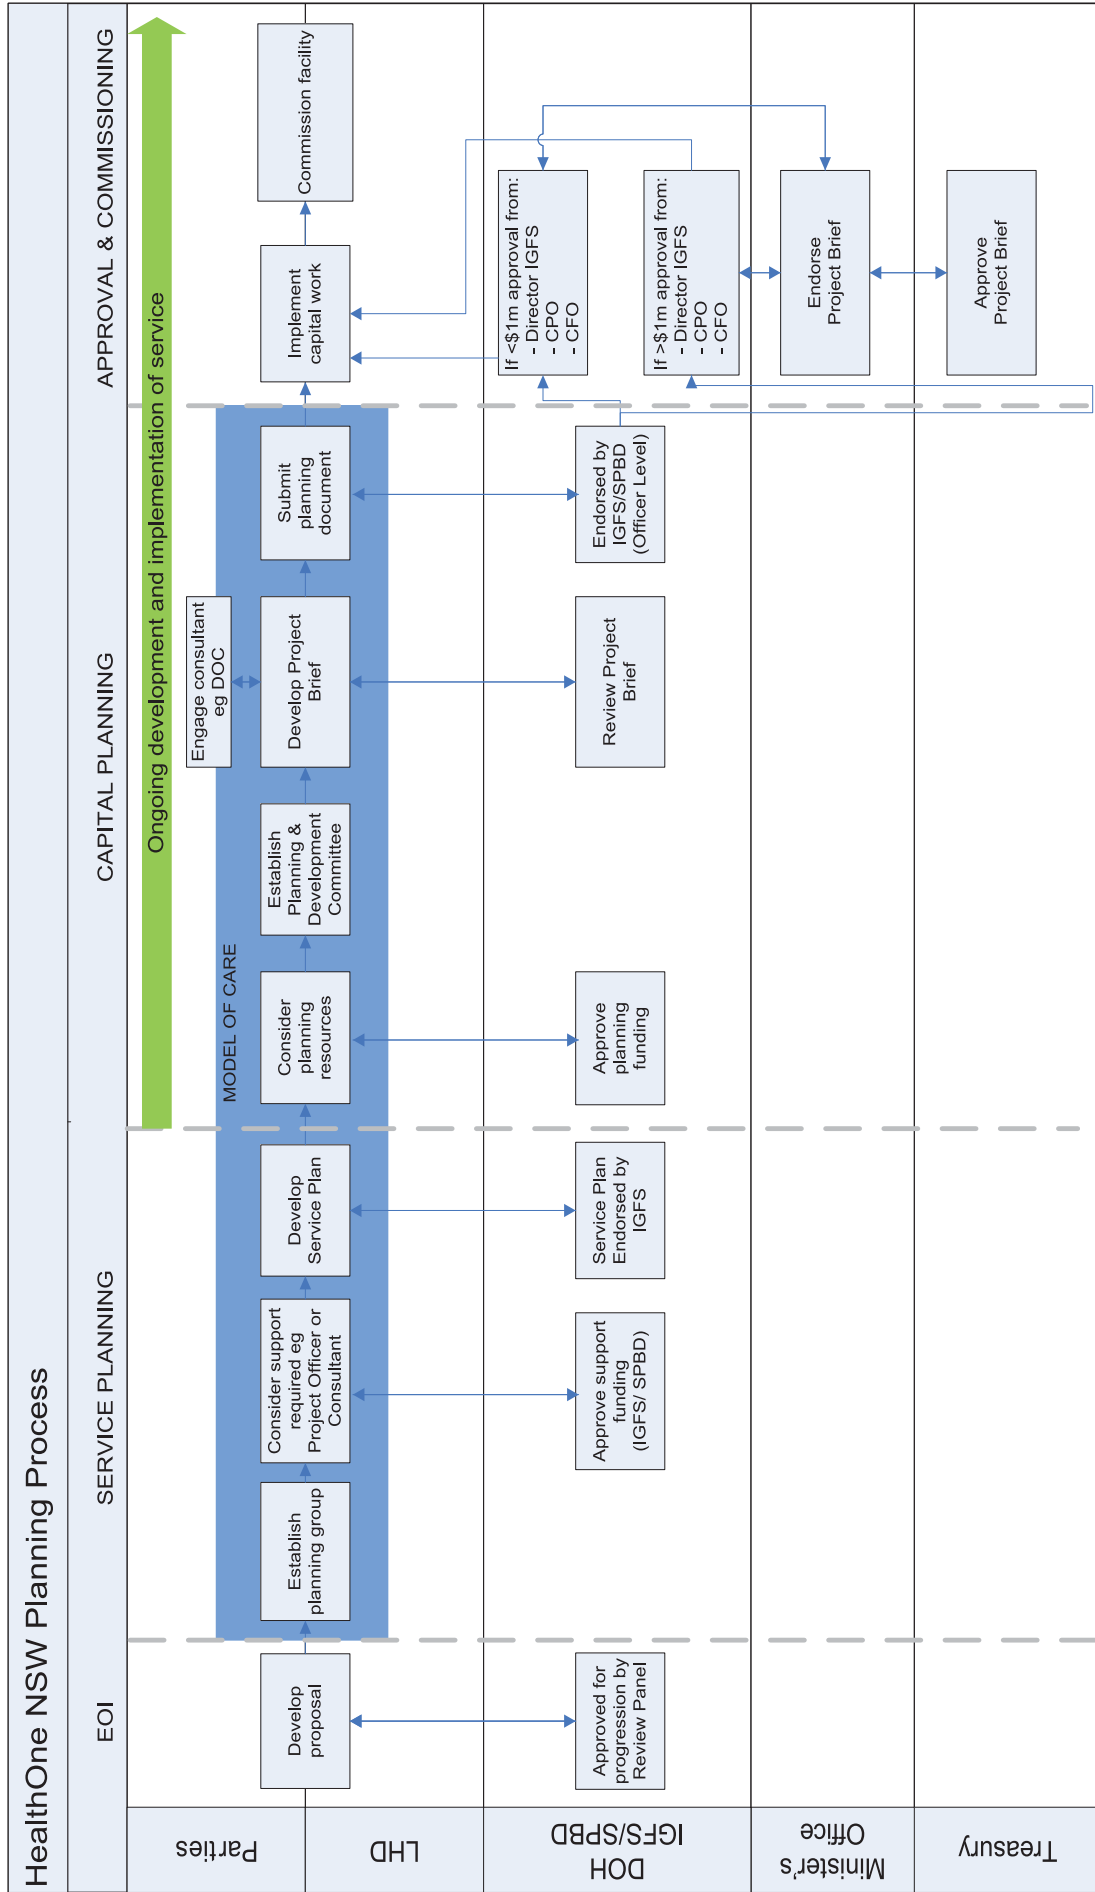 HealthOne NSW Planning Process
EOI
SERVICE PLANNING
CAPITAL PLANNING
APPROVAL & COMMISSIONING
Parties
LHD
DOH
IGFS/SPBD
Minister's
Office
Treasury
Ongoing development and implementation of service
MODEL OF CARE
Develop
proposal
Establish
planning group
Consider support
required eg
Project Officer or
Consultant
Develop
Service Plan
Consider
planning
resources
Establish
Planning &
Development
Committee
Engage consultant
eg DOC
Develop Project
Brief
Submit
planning
document
Implement
capital work
Commission facility
Approved for
progression by
Review Panel
Approve support
funding
(IGFS/ SPBD)
Service Plan
Endorsed by
IGFS
Approve
planning
funding
Review Project
Brief
Endorsed by
IGFS/SPBD
(Officer Level)
If <$1m approval from:
- Director IGFS
- CPO
- CFO
If >$1m approval from:
- Director IGFS
- CPO
- CFO
Endorse
Project Brief
Approve
Project Brief